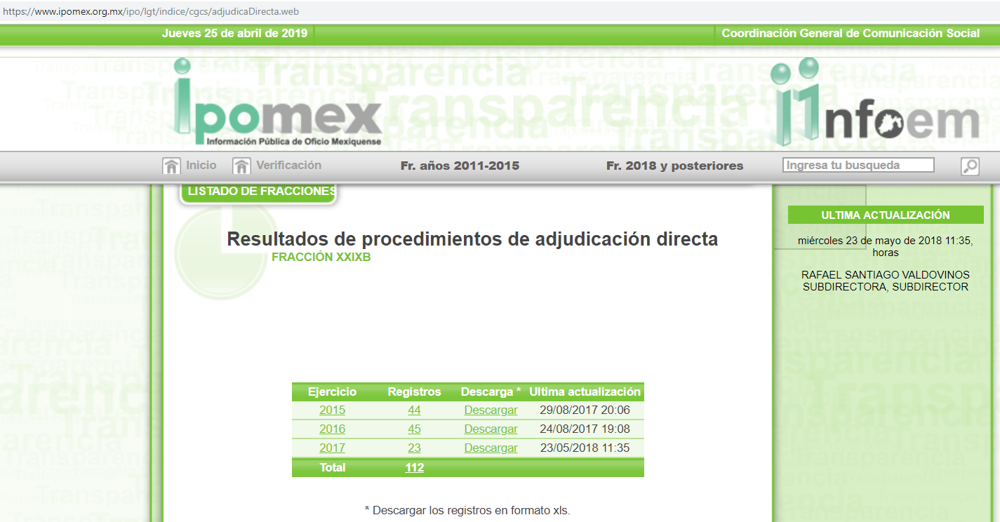 https://www.ipomex.org.mx/ipo/lgt/indice/cgcs/adjudicaDirecta.web
Jueves 25 de abril de 2019
Coordinación General de Comunicación Social
ipomex
Información Pública de Oficio Mexiquense
infoem
Inicio
Verificación
Fr. años 2011-2015
Fr. 2018 y posteriores
Ingresa tu busqueda
LISTADO DE FRACCIONES
Resultados de procedimientos de adjudicación directa
FRACCIÓN XXIXB
ULTIMA ACTUALIZACIÓN
miércoles 23 de mayo de 2018 11:35,
horas
RAFAEL SANTIAGO VALDOVINOS
SUBDIRECTORA, SUBDIRECTOR
Ejercicio Registros Descarga * Ultima actualización
2015 44 Descargar 29/08/2017 20:06
2016 45 Descargar 24/08/2017 19:08
2017 23 Descargar 23/05/2018 11:35
Total 112
* Descargar los registros en formato xls.